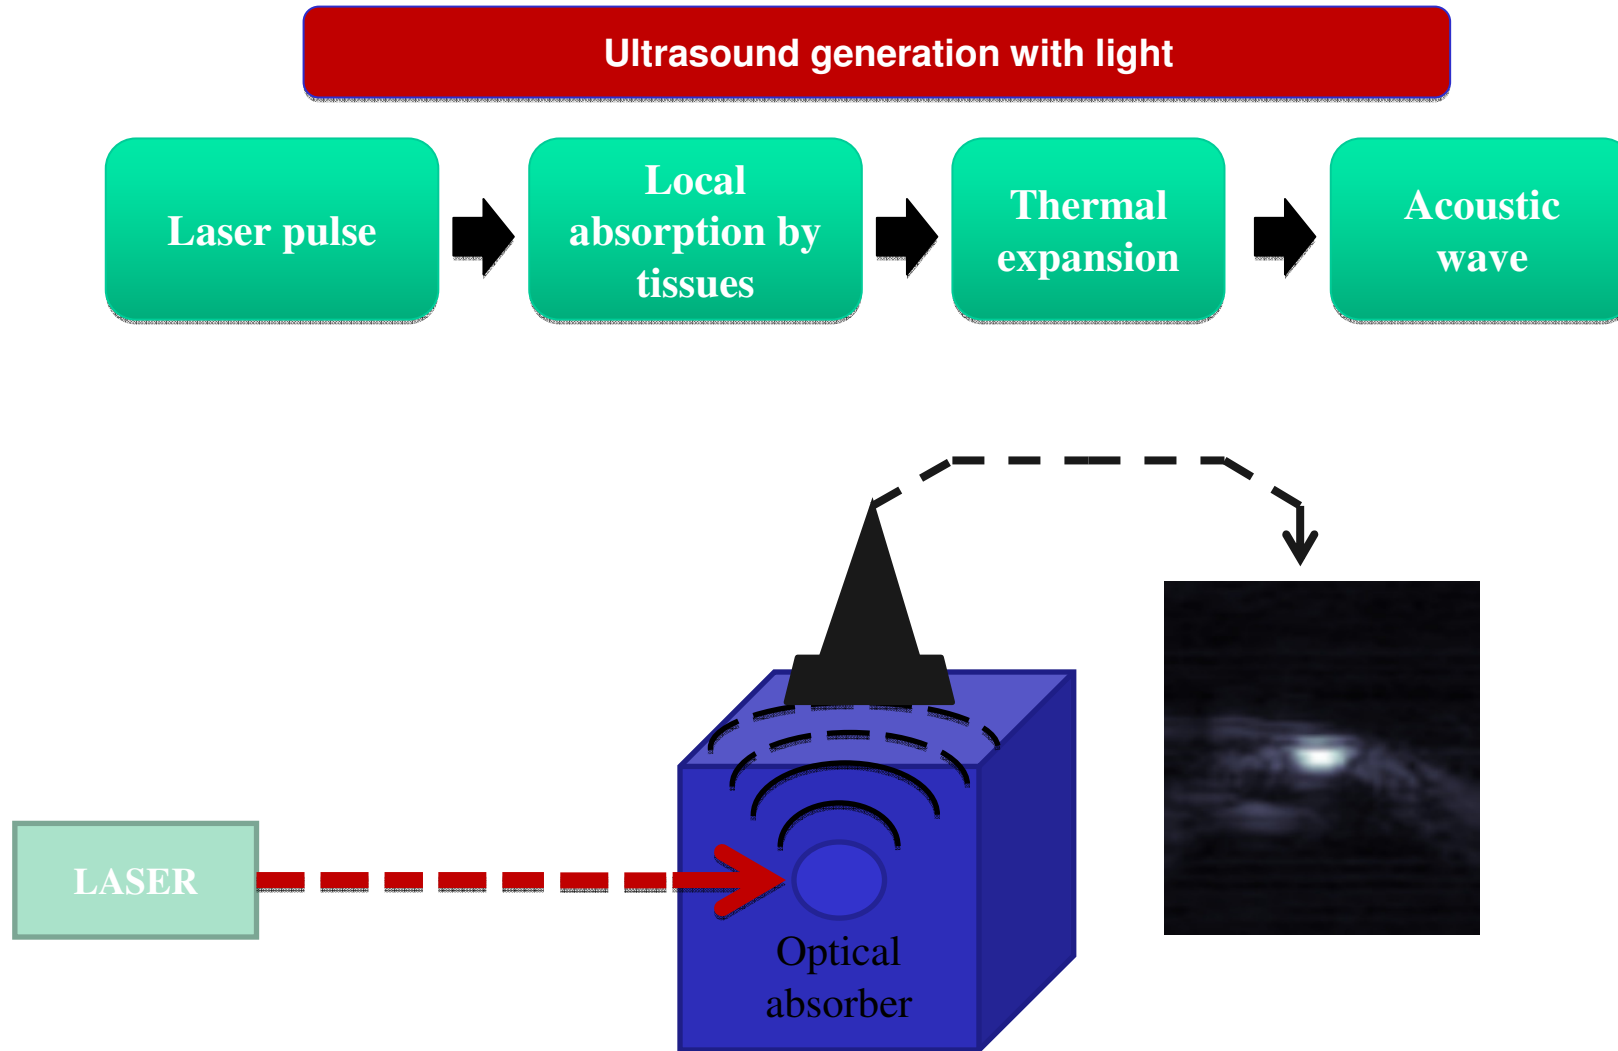 Ultrasound generation with light
Laser pulse
Local
absorption by
tissues
Thermal
expansion
Acoustic
wave
LASER
Optical
absorber